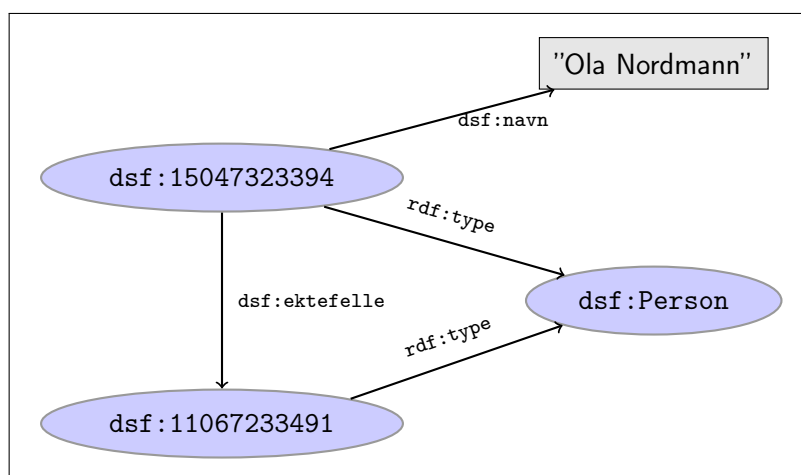 "Ola Nordmann"
dsf:navn
dsf:15047323394
rdf:type
dsf:ektefelle
dsf:Person
rdf:type
dsf:11067233491